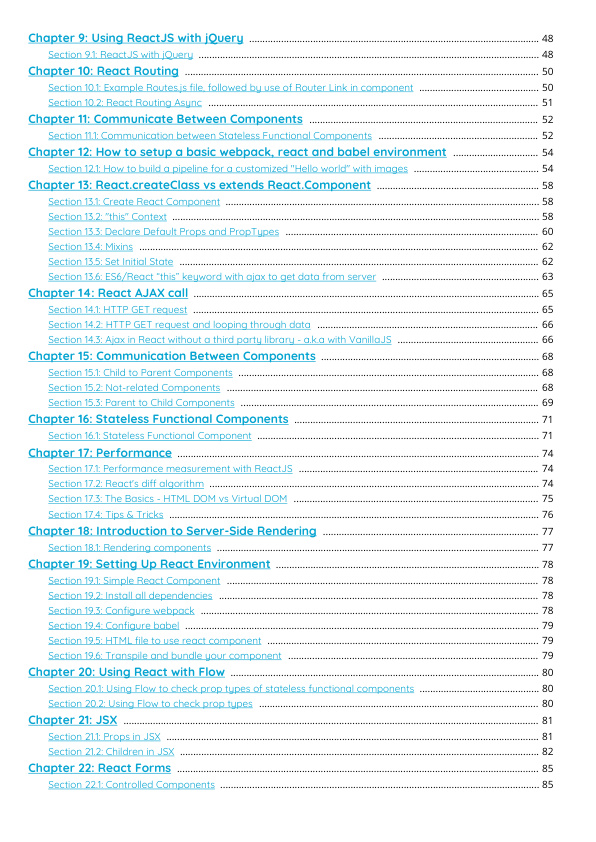 Chapter 9: Using ReactJS with jQuery ........ 48
Section 9.1: ReactJS with jQuery ........ 48
Chapter 10: React Routing ........ 50
Section 10.1: Example Routes.js file, followed by use of Router Link in component ........ 50
Section 10.2: React Routing Async ........ 51
Chapter 11: Communicate Between Components ........ 52
Section 11.1: Communication between Stateless Functional Components ........ 52
Chapter 12: How to setup a basic webpack, react and babel environment ........ 54
Section 12.1: How to build a pipeline for a customized "Hello world" with images ........ 54
Chapter 13: React.createClass vs extends React.Component ........ 58
Section 13.1: Create React Component ........ 58
Section 13.2: "this" Context ........ 58
Section 13.3: Declare Default Props and PropTypes ........ 60
Section 13.4: Mixins ........ 62
Section 13.5: Set Initial State ........ 62
Section 13.6: ES6/React "this" keyword with ajax to get data from server ........ 63
Chapter 14: React AJAX call ........ 65
Section 14.1: HTTP GET request ........ 65
Section 14.2: HTTP GET request and looping through data ........ 66
Section 14.3: Ajax in React without a third party library - a.k.a with VanillaJS ........ 66
Chapter 15: Communication Between Components ........ 68
Section 15.1: Child to Parent Components ........ 68
Section 15.2: Not-related Components ........ 68
Section 15.3: Parent to Child Components ........ 69
Chapter 16: Stateless Functional Components ........ 71
Section 16.1: Stateless Functional Component ........ 71
Chapter 17: Performance ........ 74
Section 17.1: Performance measurement with ReactJS ........ 74
Section 17.2: React's diff algorithm ........ 74
Section 17.3: The Basics - HTML DOM vs Virtual DOM ........ 75
Section 17.4: Tips & Tricks ........ 76
Chapter 18: Introduction to Server-Side Rendering ........ 77
Section 18.1: Rendering components ........ 77
Chapter 19: Setting Up React Environment ........ 78
Section 19.1: Simple React Component ........ 78
Section 19.2: Install all dependencies ........ 78
Section 19.3: Configure webpack ........ 78
Section 19.4: Configure babel ........ 79
Section 19.5: HTML file to use react component ........ 79
Section 19.6: Transpile and bundle your component ........ 79
Chapter 20: Using React with Flow ........ 80
Section 20.1: Using Flow to check prop types of stateless functional components ........ 80
Section 20.2: Using Flow to check prop types ........ 80
Chapter 21: JSX ........ 81
Section 21.1: Props in JSX ........ 81
Section 21.2: Children in JSX ........ 82
Chapter 22: React Forms ........ 85
Section 22.1: Controlled Components ........ 85